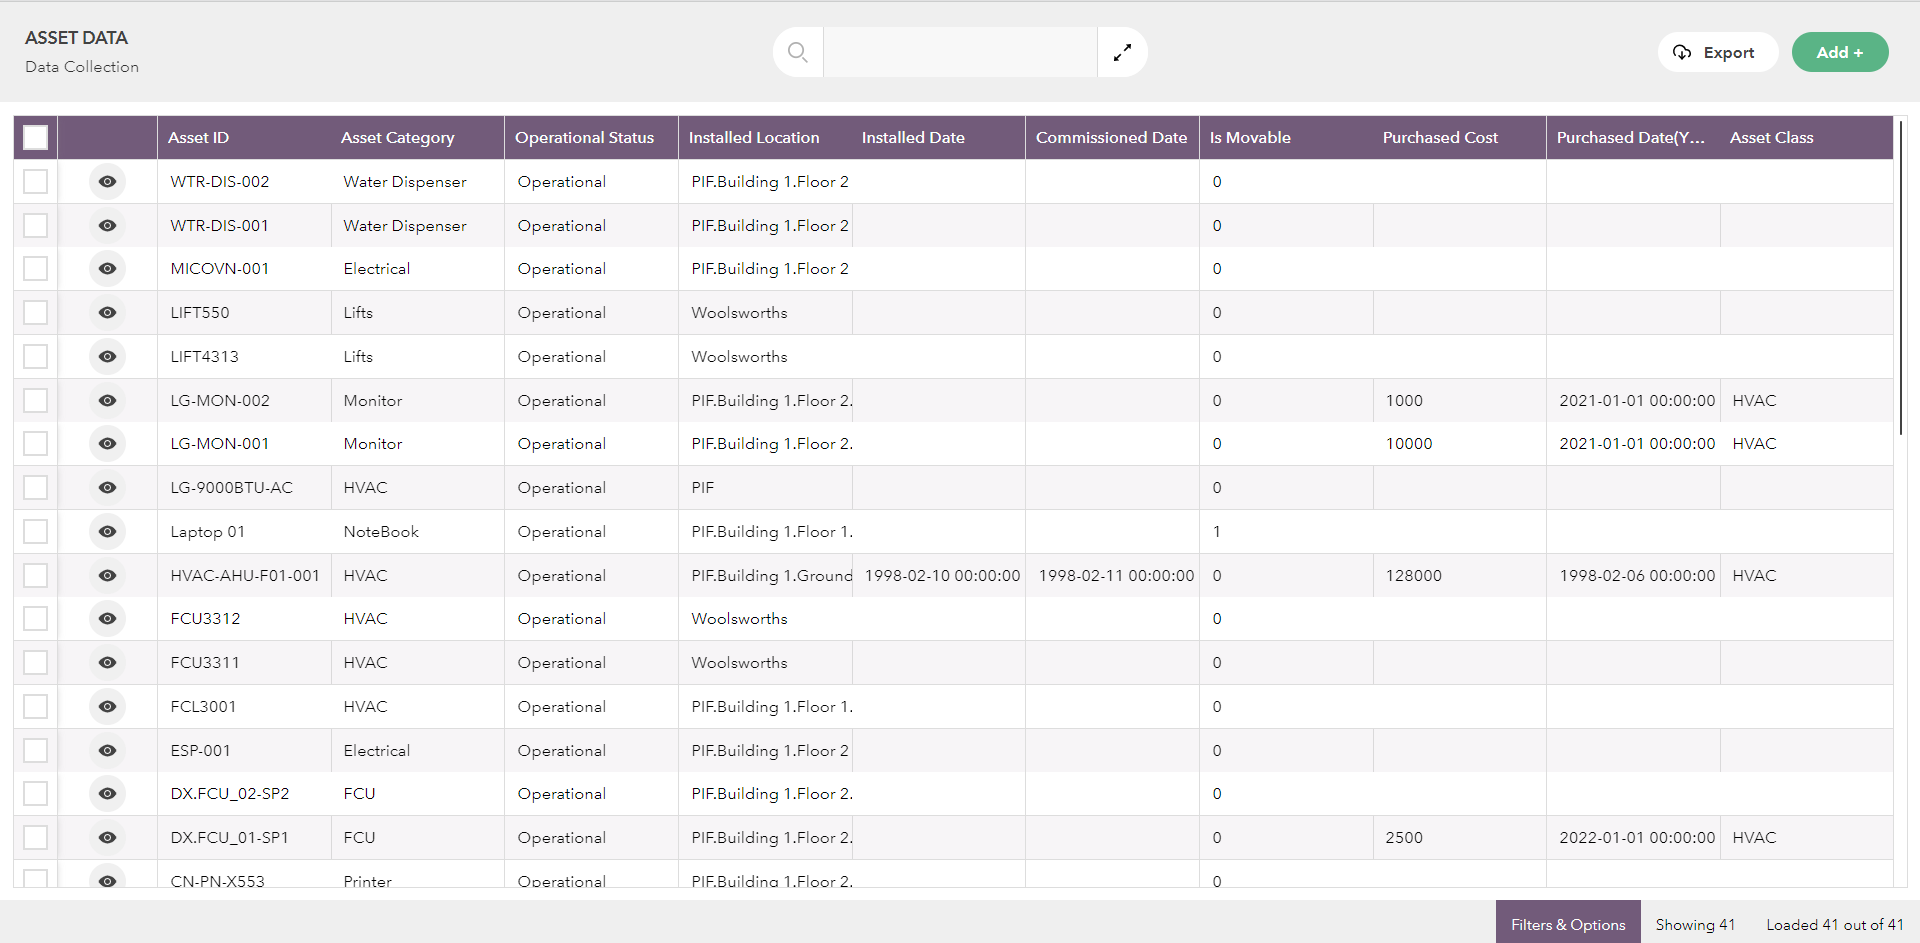 ASSET DATA
Data Collection
Export
Add +
Asset ID Asset Category Operational Status Installed Location Installed Date Commissioned Date Is Movable Purchased Cost Purchased Date(Y... Asset Class
WTR-DIS-002 Water Dispenser Operational PIF.Building 1.Floor 2 0
WTR-DIS-001 Water Dispenser Operational PIF.Building 1.Floor 2 0
MICOVN-001 Electrical Operational PIF.Building 1.Floor 2 0
LIFT550 Lifts Operational Woolsworths 0
LIFT4313 Lifts Operational Woolsworths 0
LG-MON-002 Monitor Operational PIF.Building 1.Floor 2. 0 1000 2021-01-01 00:00:00 HVAC
LG-MON-001 Monitor Operational PIF.Building 1.Floor 2. 0 10000 2021-01-01 00:00:00 HVAC
LG-9000BTU-AC HVAC Operational PIF 0
Laptop 01 NoteBook Operational PIF.Building 1.Floor 1. 1
HVAC-AHU-F01-001 HVAC Operational PIF.Building 1.Ground 1998-02-10 00:00:00 1998-02-11 00:00:00 0 128000 1998-02-06 00:00:00 HVAC
FCU3312 HVAC Operational Woolsworths 0
FCU3311 HVAC Operational Woolsworths 0
FCL3001 HVAC Operational PIF.Building 1.Floor 1. 0
ESP-001 Electrical Operational PIF.Building 1.Floor 2 0
DX.FCU_02-SP2 FCU Operational PIF.Building 1.Floor 2. 0
DX.FCU_01-SP1 FCU Operational PIF.Building 1.Floor 2. 0 2500 2022-01-01 00:00:00 HVAC
CN-PN-X553 Printer Operational PIF.Building 1.Floor 2. 0
Filters & Options Showing 41 Loaded 41 out of 41